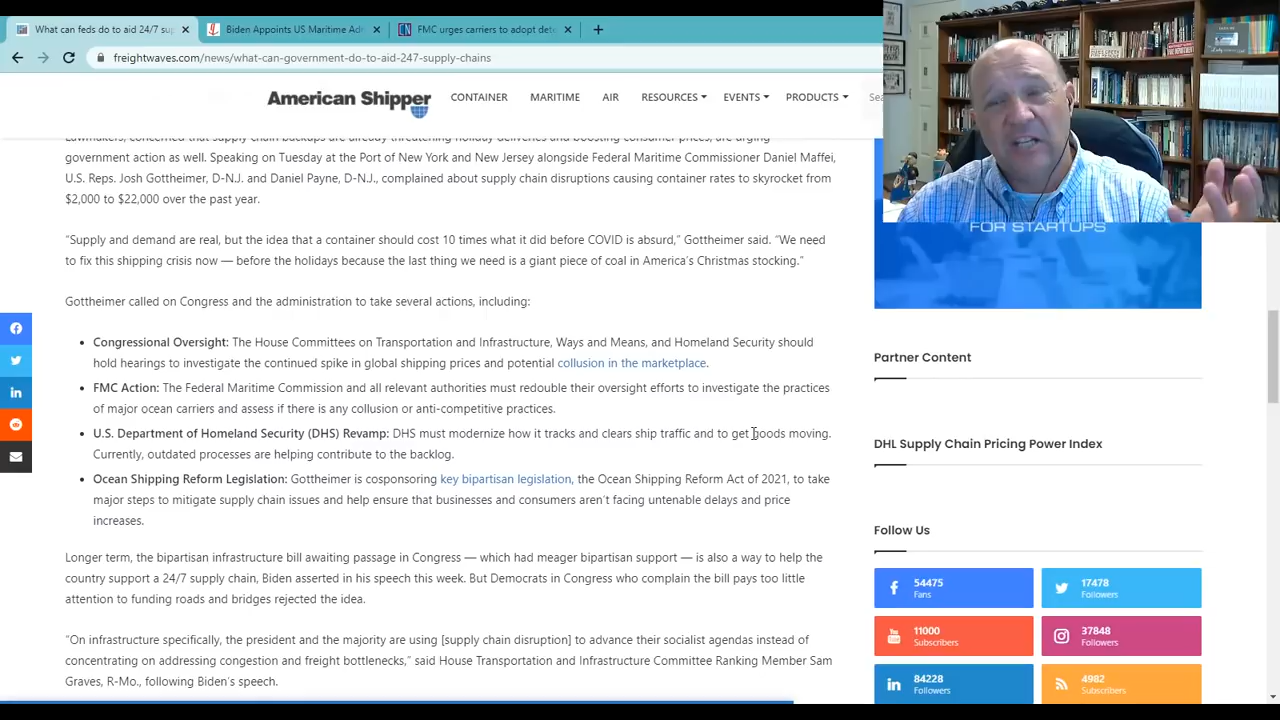 What can feds do to aid 24/7 sup
Biden Appoints US Maritime Ad
FMC urges carriers to adopt dete
freightwaves.com/news/what-can-government-do-to-aid-247-supply-chains
American Shipper
CONTAINER
MARITIME
AIR
RESOURCES
EVENTS
PRODUCTS
Sea
Lawmakers, concerned that supply chain backups are already threatening holiday deliveries and boosting consumer prices, are urging
government action as well. Speaking on Tuesday at the Port of New York and New Jersey alongside Federal Maritime Commissioner Daniel Maffei,
U.S. Reps. Josh Gottheimer, D-N.J. and Daniel Payne, D-N.J., complained about supply chain disruptions causing container rates to skyrocket from
$2,000 to $22,000 over the past year.
“Supply and demand are real, but the idea that a container should cost 10 times what it did before COVID is absurd,” Gottheimer said. “We need
to fix this shipping crisis now — before the holidays because the last thing we need is a giant piece of coal in America’s Christmas stocking.”
Gottheimer called on Congress and the administration to take several actions, including:
• Congressional Oversight: The House Committees on Transportation and Infrastructure, Ways and Means, and Homeland Security should
hold hearings to investigate the continued spike in global shipping prices and potential collusion in the marketplace.
• FMC Action: The Federal Maritime Commission and all relevant authorities must redouble their oversight efforts to investigate the practices
of major ocean carriers and assess if there is any collusion or anti-competitive practices.
• U.S. Department of Homeland Security (DHS) Revamp: DHS must modernize how it tracks and clears ship traffic and to get goods moving.
Currently, outdated processes are helping contribute to the backlog.
• Ocean Shipping Reform Legislation: Gottheimer is cosponsoring key bipartisan legislation, the Ocean Shipping Reform Act of 2021, to take
major steps to mitigate supply chain issues and help ensure that businesses and consumers aren’t facing untenable delays and price
increases.
Longer term, the bipartisan infrastructure bill awaiting passage in Congress — which had meager bipartisan support — is also a way to help the
country support a 24/7 supply chain, Biden asserted in his speech this week. But Democrats in Congress who complain the bill pays too little
attention to funding roads and bridges rejected the idea.
“On infrastructure specifically, the president and the majority are using [supply chain disruption] to advance their socialist agendas instead of
concentrating on addressing congestion and freight bottlenecks,” said House Transportation and Infrastructure Committee Ranking Member Sam
Graves, R-Mo., following Biden’s speech.
FOR STARTUPS
Partner Content
DHL Supply Chain Pricing Power Index
Follow Us
54475
Fans
17478
Followers
11000
Subscribers
37848
Followers
84228
Followers
4982
Subscribers